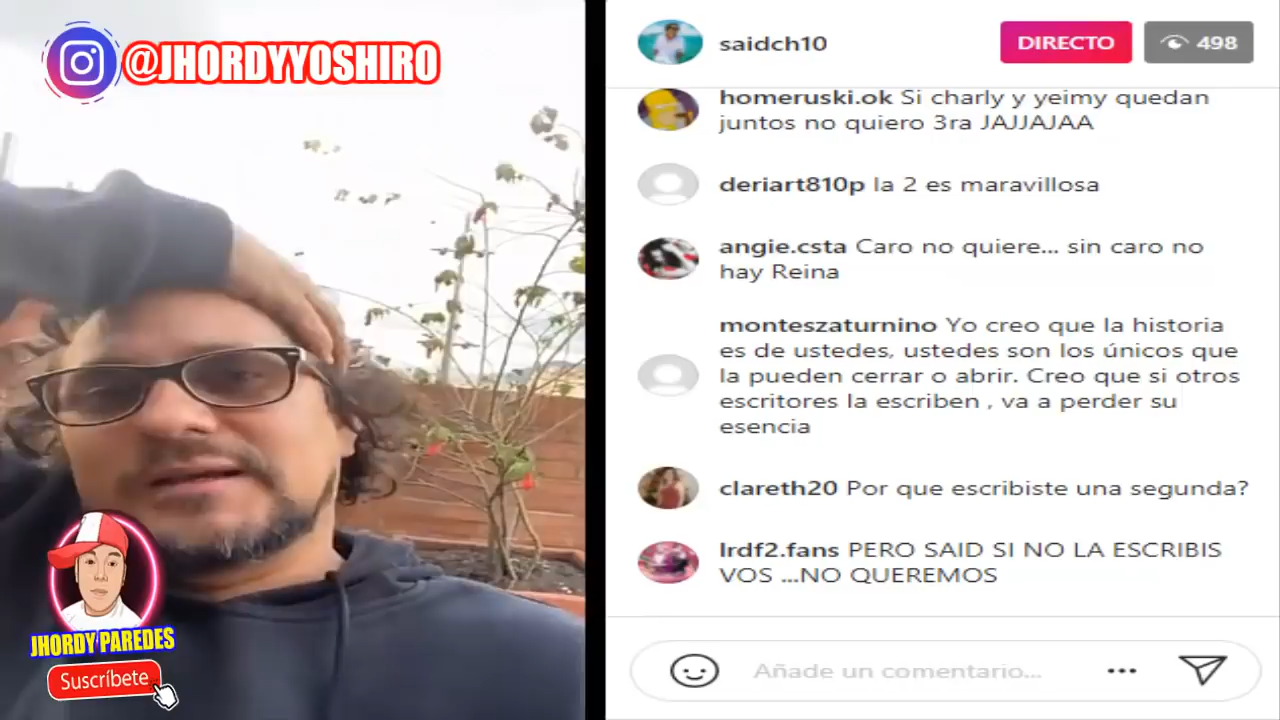 @JHORDYYOSHIRO
JHORDY PAREDES
Suscríbete
saidch10
DIRECTO
498
homeruski.ok Si charly y yeimy quedan
juntos no quiero 3ra JAJJAJAA
deriart810p la 2 es maravillosa
angie.csta Caro no quiere... sin caro no
hay Reina
monteszaturnino Yo creo que la historia
es de ustedes, ustedes son los únicos que
la pueden cerrar o abrir. Creo que si otros
escritores la escriben , va a perder su
esencia
clareth20 Por que escribiste una segunda?
lrdf2.fans PERO SAID SI NO LA ESCRIBIS
VOS ...NO QUEREMOS
Añade un comentario...